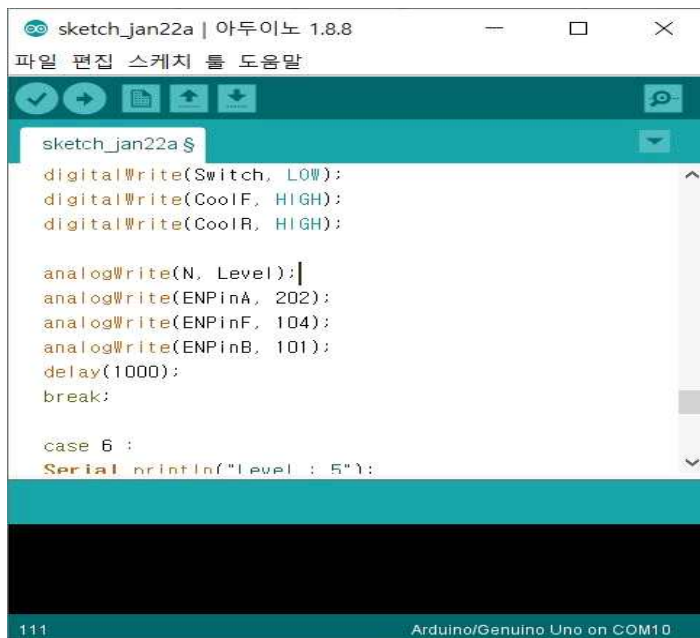 sketch_jan22a | 아두이노 1.8.8
파일 편집 스케치 툴 도움말
sketch_jan22a §
digitalWrite(Switch, LOW);
digitalWrite(CoolF, HIGH);
digitalWrite(CoolR, HIGH);
analogWrite(N, Level);
analogWrite(ENPinA, 202);
analogWrite(ENPinF, 104);
analogWrite(ENPinB, 101);
delay(1000);
break;
case 6 :
Serial.println("Level : 5");
111
Arduino/Genuino Uno on COM10